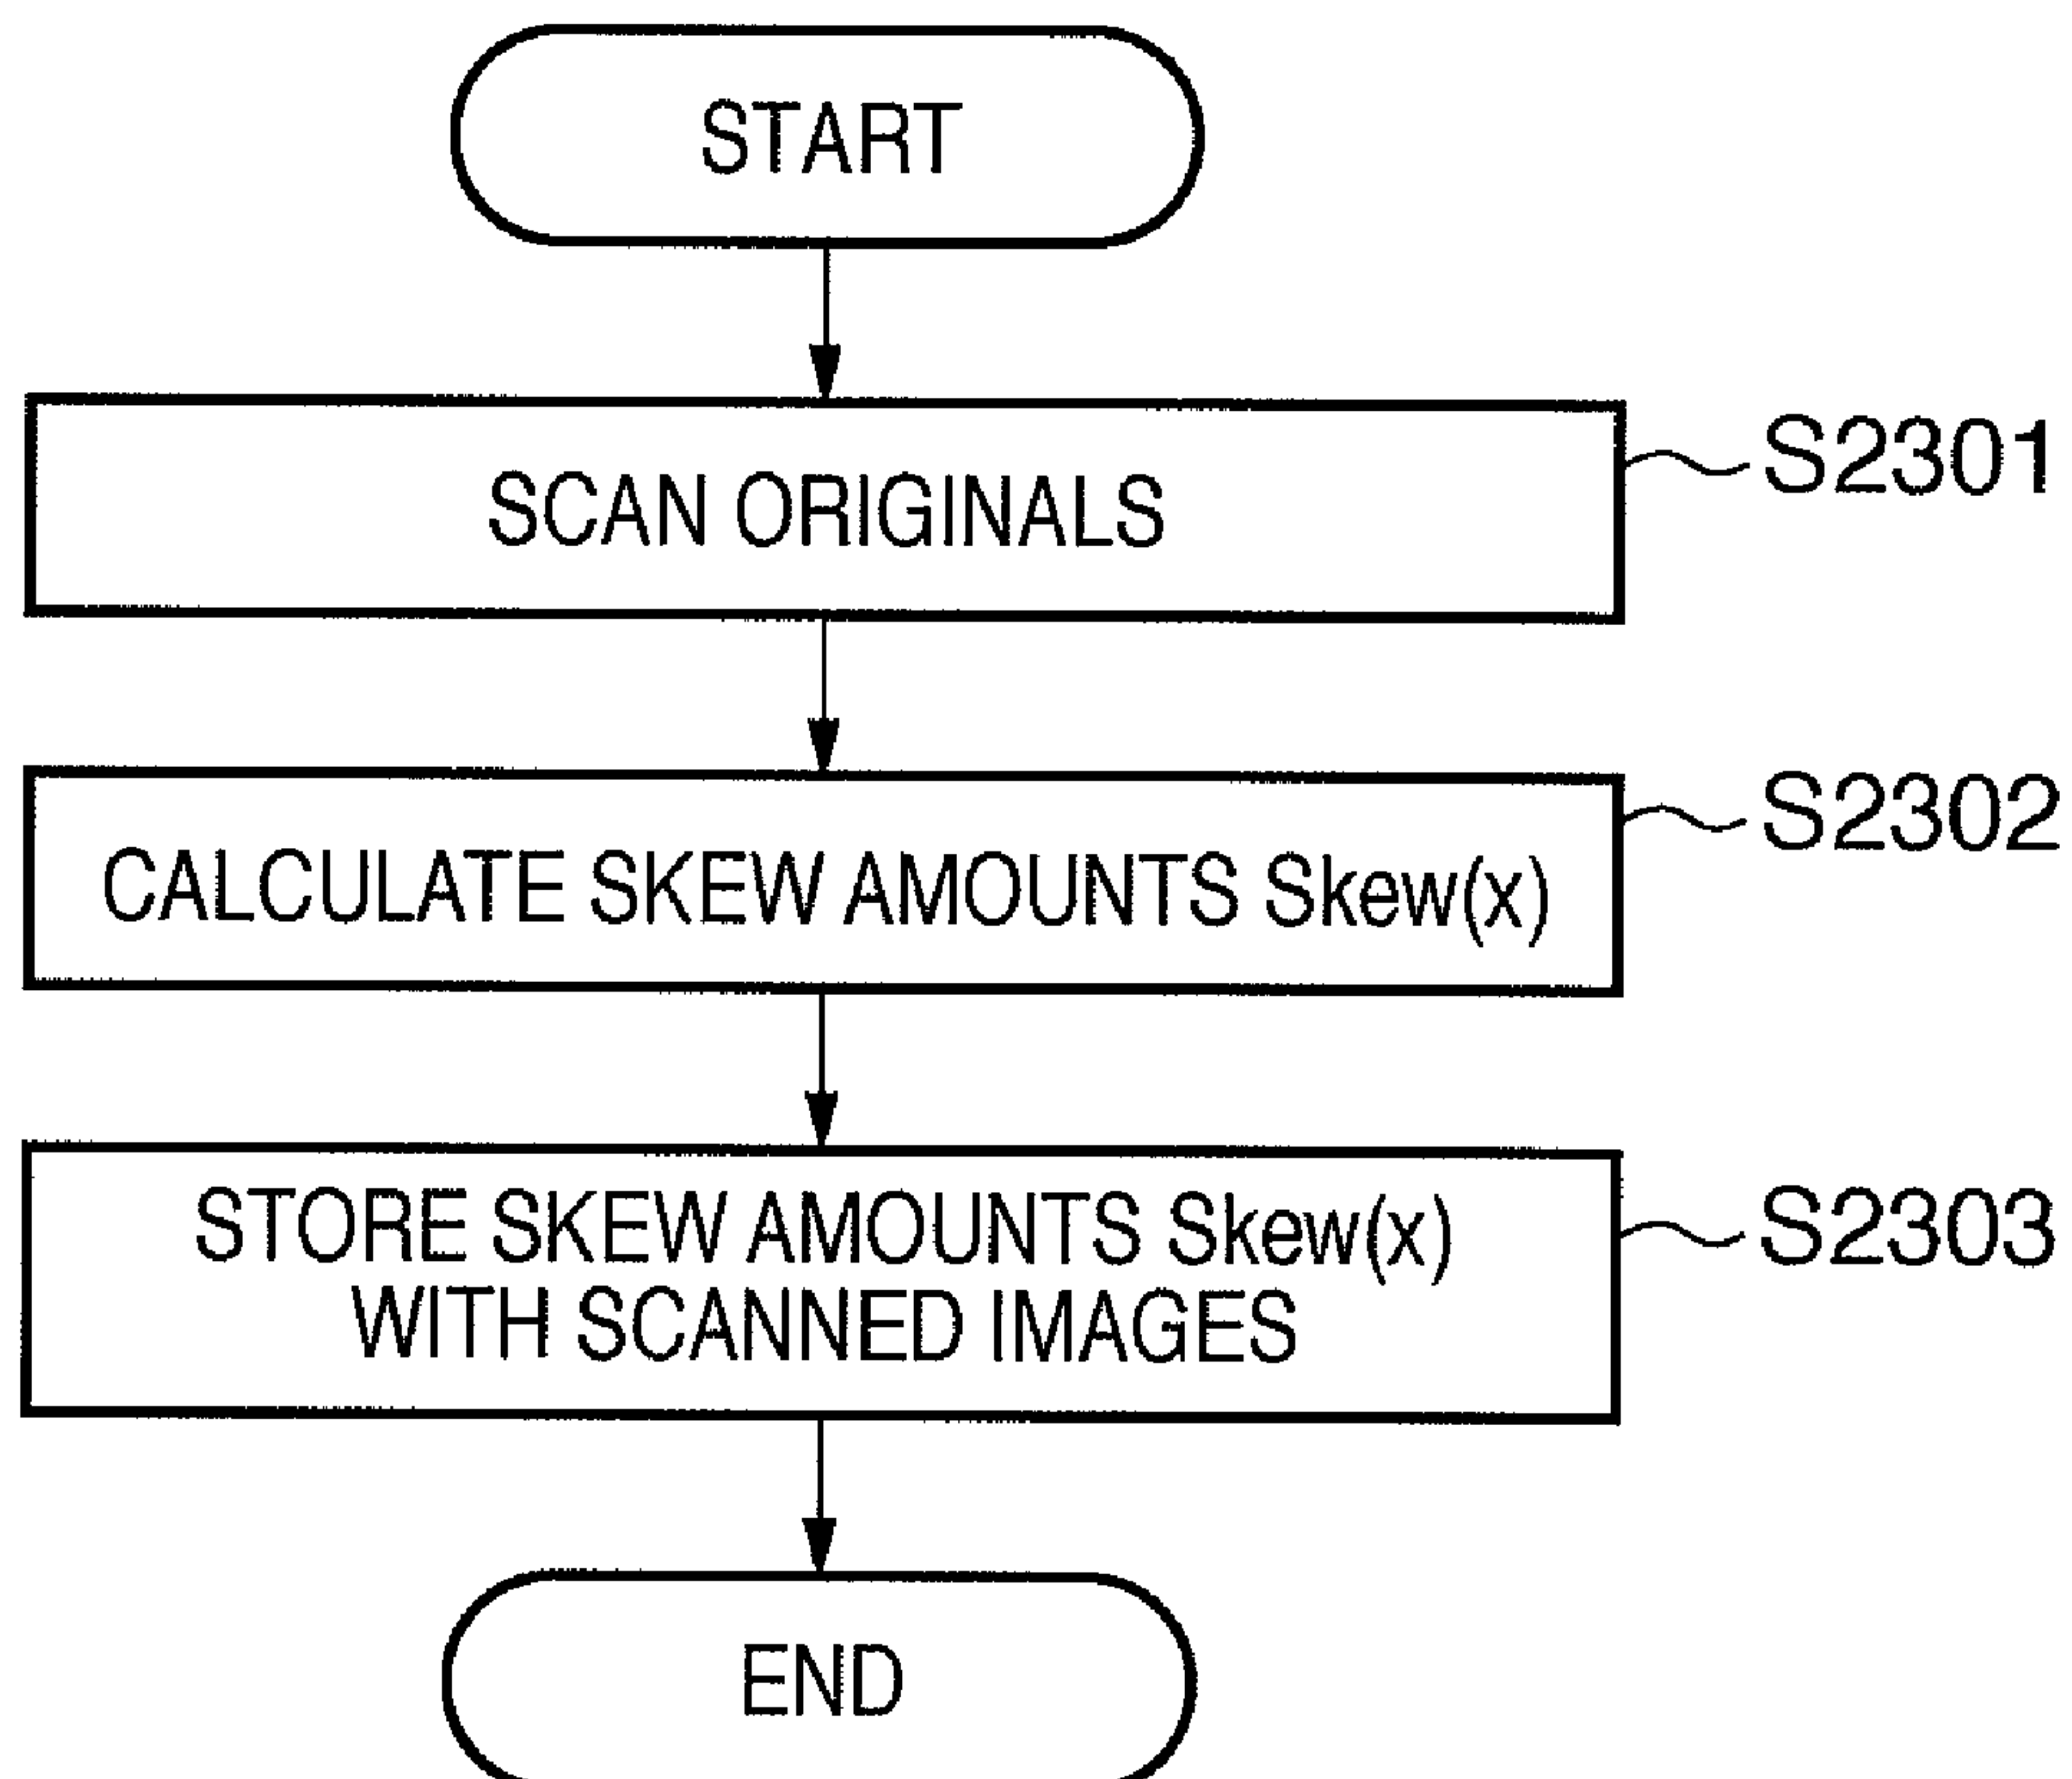 START
SCAN ORIGINALS
S2301
CALCULATE SKEW AMOUNTS Skew(x)
S2302
STORE SKEW AMOUNTS Skew(x)
WITH SCANNED IMAGES
S2303
END